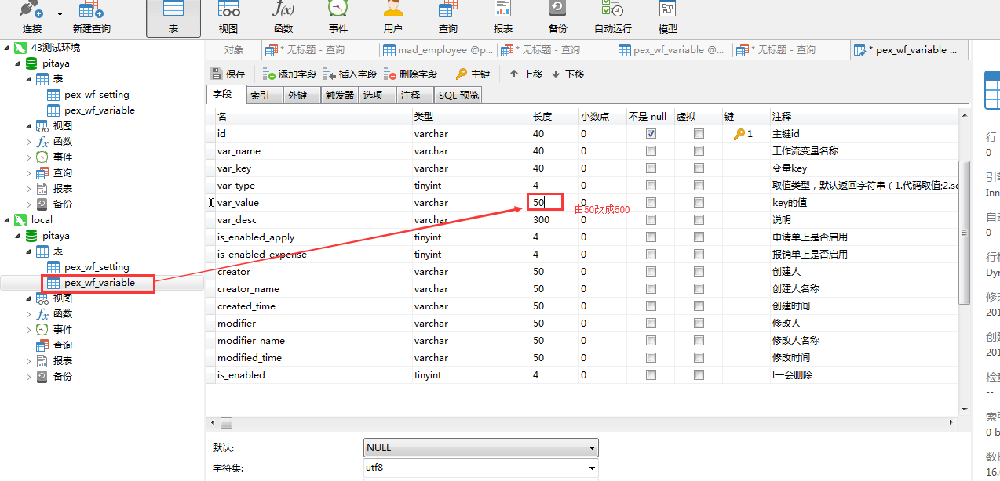 连接
新建查询
表
视图
函数
事件
用户
查询
报表
备份
自动运行
模型
43测试环境
pitaya
表
pex_wf_setting
pex_wf_variable
视图
函数
事件
查询
报表
备份
local
pitaya
表
pex_wf_setting
pex_wf_variable
视图
函数
事件
查询
报表
备份
对象
* 无标题 - 查询
mad_employee @p...
* 无标题 - 查询
pex_wf_variable @...
* 无标题 - 查询
* pex_wf_variable ...
保存 添加字段 插入字段 删除字段 主键 上移 下移
字段 索引 外键 触发器 选项 注释 SQL 预览
名 类型 长度 小数点 不是 null 虚拟 键 注释
id varchar 40 0 1 主键id
var_name varchar 40 0 工作流变量名称
var_key varchar 40 0 变量key
var_type tinyint 4 0 取值类型，默认返回字符串（1.代码取值;2.sc
var_value varchar 50 key的值
由50改成500
var_desc varchar 300 0 说明
is_enabled_apply tinyint 4 0 申请单上是否启用
is_enabled_expense tinyint 4 0 报销单上是否启用
creator varchar 50 0 创建人
creator_name varchar 50 0 创建人名称
created_time varchar 50 0 创建时间
modifier varchar 50 0 修改人
modifier_name varchar 50 0 修改人名称
modified_time varchar 50 0 修改时间
is_enabled tinyint 4 0 I一会删除
默认: NULL
字符集: utf8
行
0
引擎
Inn
自动
0
行格
Dyr
修改
201
创建
201
检查
--
索引
0 b
数据
16.